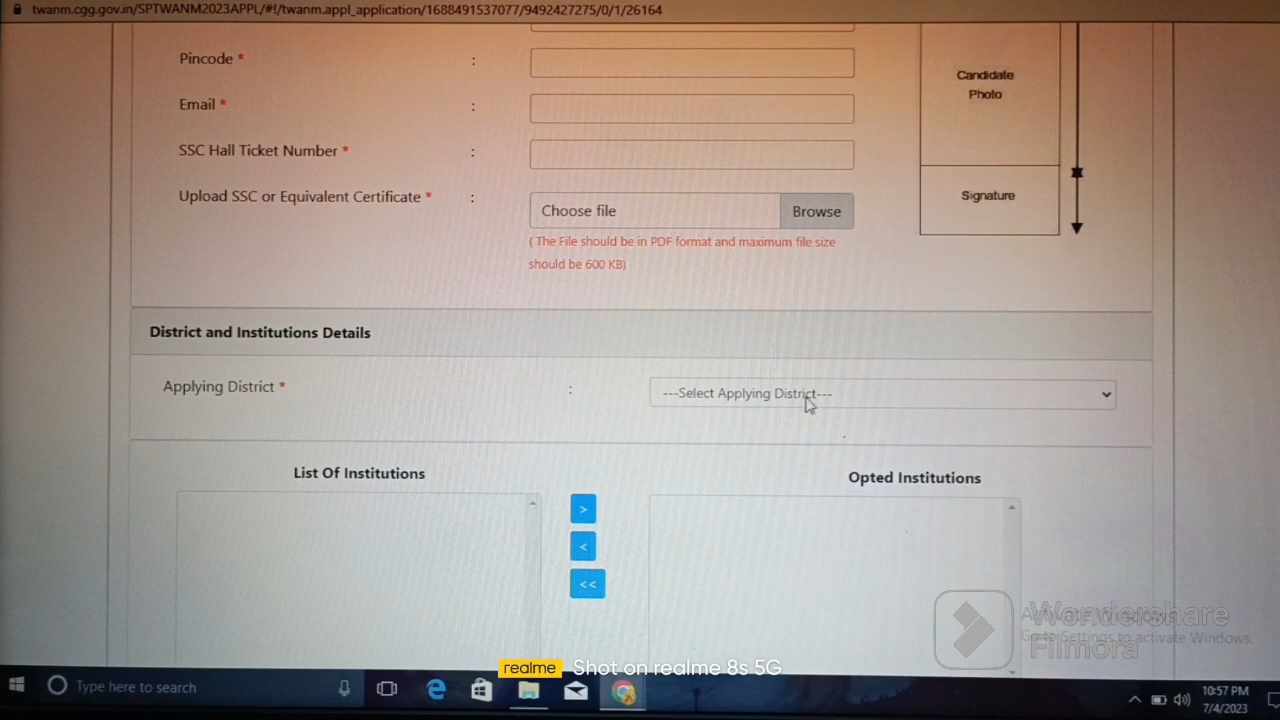 twanm.cgg.gov.in/SPTWANM2023APPL/#!/twanm.appl_application/1688491537077/9492427275/0/1/26164
Pincode * :
Candidate
Photo
Email * :
SSC Hall Ticket Number * :
Upload SSC or Equivalent Certificate * :
Choose file Browse
Signature
( The File should be in PDF format and maximum file size
should be 600 KB)
District and Institutions Details
Applying District * : ---Select Applying District---
List Of Institutions
Opted Institutions
>
<
<<
Wondershare
Filmora
Activate Windows
Go to Settings to activate Windows.
realme Shot on realme 8s 5G
Type here to search
10:57 PM
7/4/2023